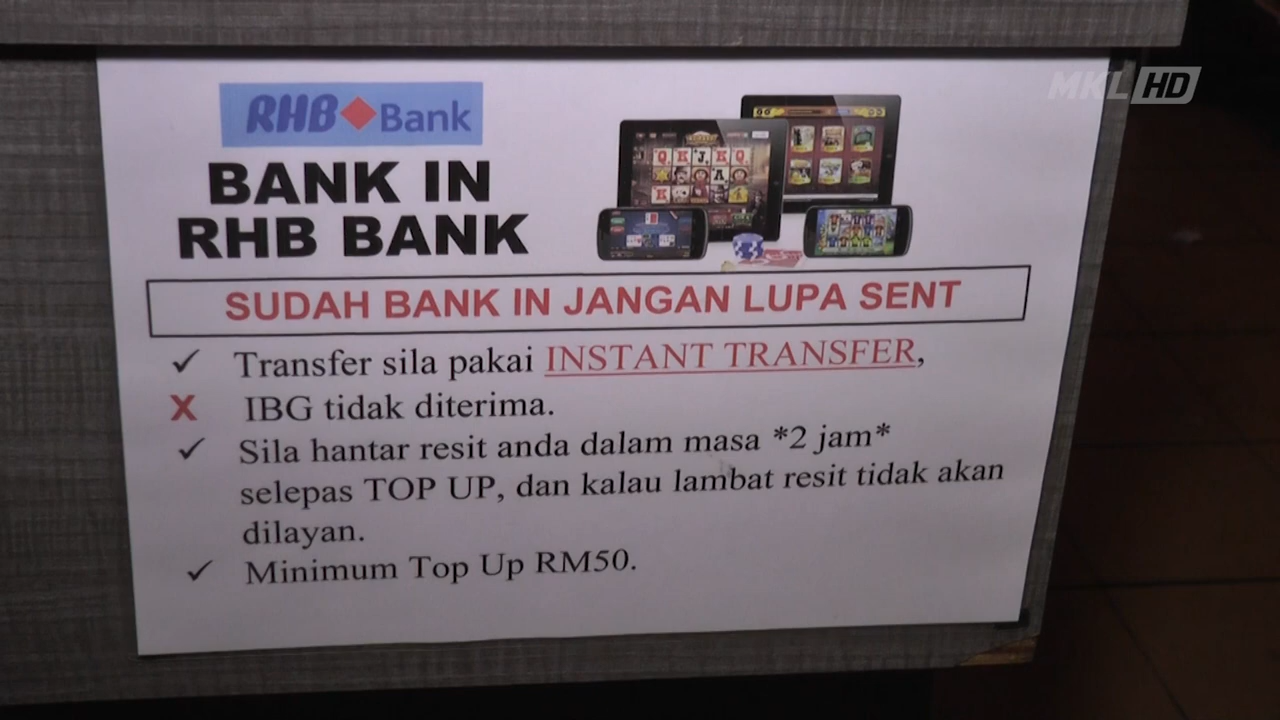 MKL HD
RHB Bank
BANK IN
RHB BANK
SUDAH BANK IN JANGAN LUPA SENT
✓ Transfer sila pakai INSTANT TRANSFER,
X IBG tidak diterima.
✓ Sila hantar resit anda dalam masa *2 jam*
selepas TOP UP, dan kalau lambat resit tidak akan
dilayan.
✓ Minimum Top Up RM50.